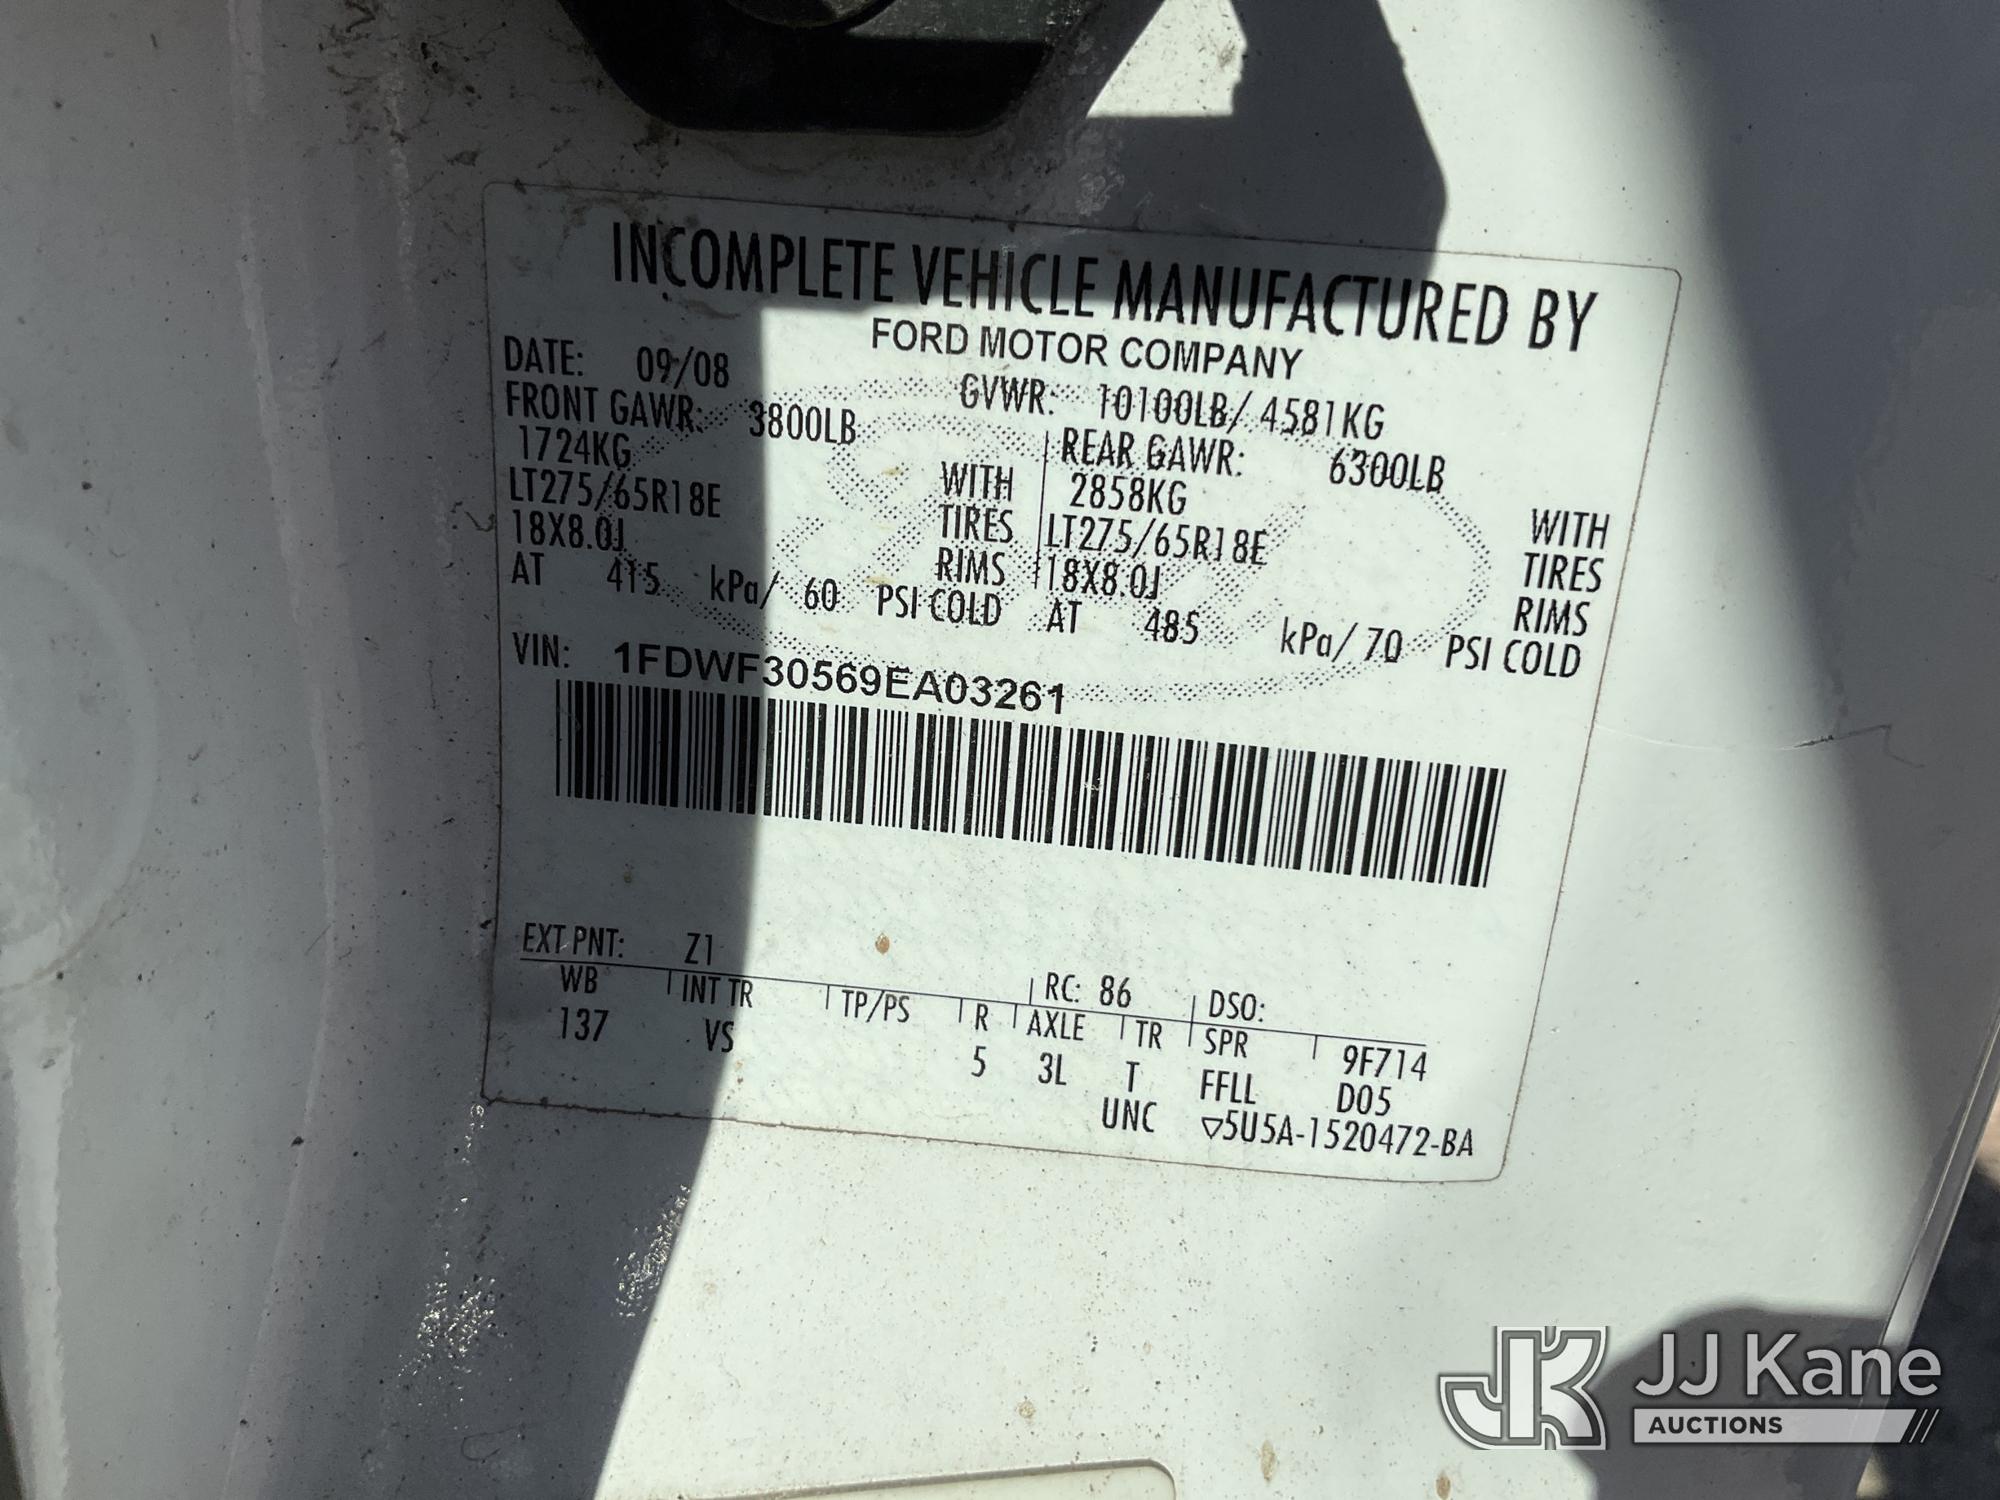 INCOMPLETE VEHICLE MANUFACTURED BY
FORD MOTOR COMPANY
DATE: 09/08 GVWR: 10100LB/ 4581KG
FRONT GAWR: 3800LB REAR GAWR: 6300LB
1724KG WITH 2858KG WITH
LT275/65R18E TIRES LT275/65R18E TIRES
18X8.0J RIMS 18X8.0J RIMS
AT 415 kPa/ 60 PSI COLD AT 485 kPa/ 70 PSI COLD
VIN: 1FDWF30569EA03261
EXT PNT: Z1 RC: 86 DSO:
WB INT TR TP/PS R AXLE TR SPR 9F714
137 VS 5 3L T FFLL D05
UNC ▽5U5A-1520472-BA
JK JJ Kane
AUCTIONS